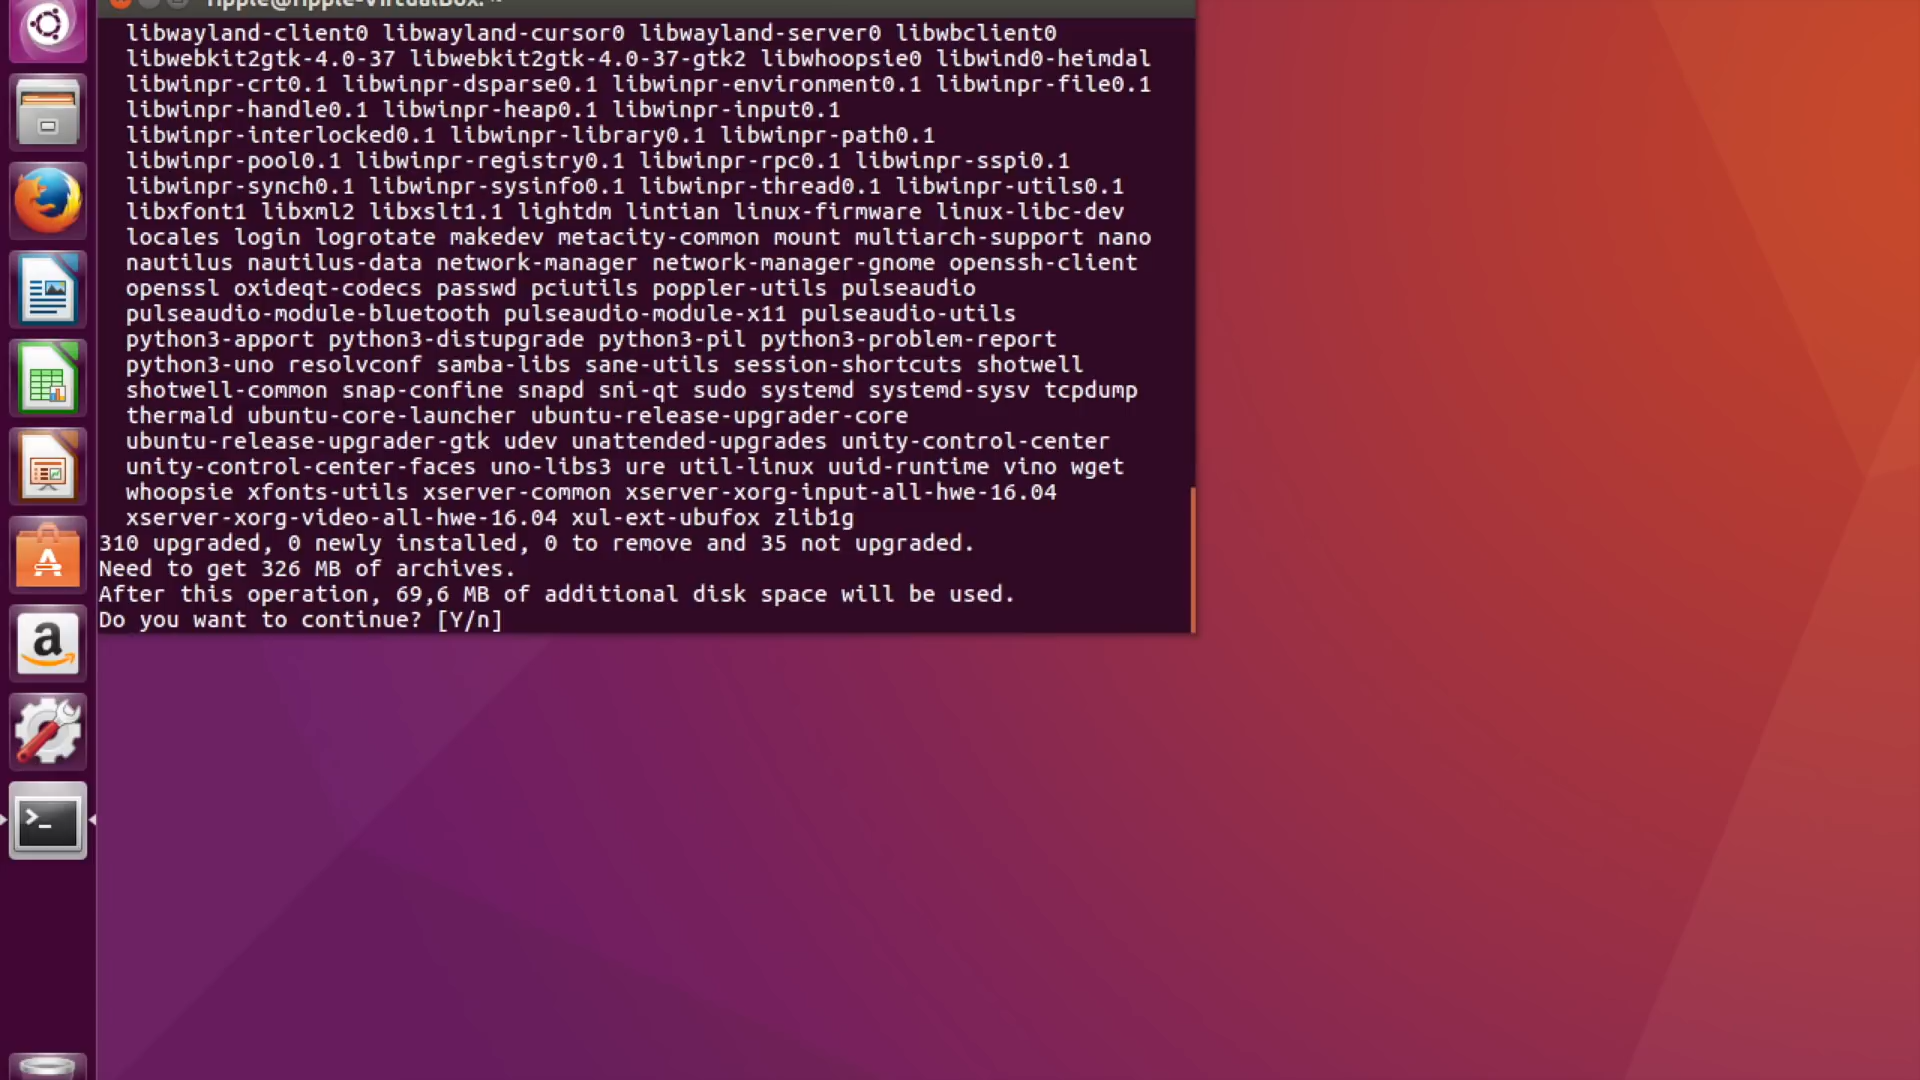 ripple@ripple-VirtualBox: ~
libwayland-client0 libwayland-cursor0 libwayland-server0 libwbclient0
libwebkit2gtk-4.0-37 libwebkit2gtk-4.0-37-gtk2 libwhoopsie0 libwind0-heimdal
libwinpr-crt0.1 libwinpr-dsparse0.1 libwinpr-environment0.1 libwinpr-file0.1
libwinpr-handle0.1 libwinpr-heap0.1 libwinpr-input0.1
libwinpr-interlocked0.1 libwinpr-library0.1 libwinpr-path0.1
libwinpr-pool0.1 libwinpr-registry0.1 libwinpr-rpc0.1 libwinpr-sspi0.1
libwinpr-synch0.1 libwinpr-sysinfo0.1 libwinpr-thread0.1 libwinpr-utils0.1
libxfont1 libxml2 libxslt1.1 lightdm lintian linux-firmware linux-libc-dev
locales login logrotate makedev metacity-common mount multiarch-support nano
nautilus nautilus-data network-manager network-manager-gnome openssh-client
openssl oxideqt-codecs passwd pciutils poppler-utils pulseaudio
pulseaudio-module-bluetooth pulseaudio-module-x11 pulseaudio-utils
python3-apport python3-distupgrade python3-pil python3-problem-report
python3-uno resolvconf samba-libs sane-utils session-shortcuts shotwell
shotwell-common snap-confine snapd sni-qt sudo systemd systemd-sysv tcpdump
thermald ubuntu-core-launcher ubuntu-release-upgrader-core
ubuntu-release-upgrader-gtk udev unattended-upgrades unity-control-center
unity-control-center-faces uno-libs3 ure util-linux uuid-runtime vino wget
whoopsie xfonts-utils xserver-common xserver-xorg-input-all-hwe-16.04
xserver-xorg-video-all-hwe-16.04 xul-ext-ubufox zlib1g
310 upgraded, 0 newly installed, 0 to remove and 35 not upgraded.
Need to get 326 MB of archives.
After this operation, 69,6 MB of additional disk space will be used.
Do you want to continue? [Y/n]